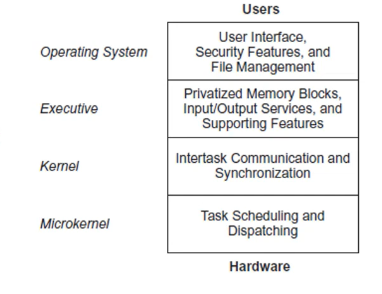 Users
Operating System
User Interface,
Security Features, and
File Management
Executive
Privatized Memory Blocks,
Input/Output Services, and
Supporting Features
Kernel
Intertask Communication and
Synchronization
Microkernel
Task Scheduling and
Dispatching
Hardware